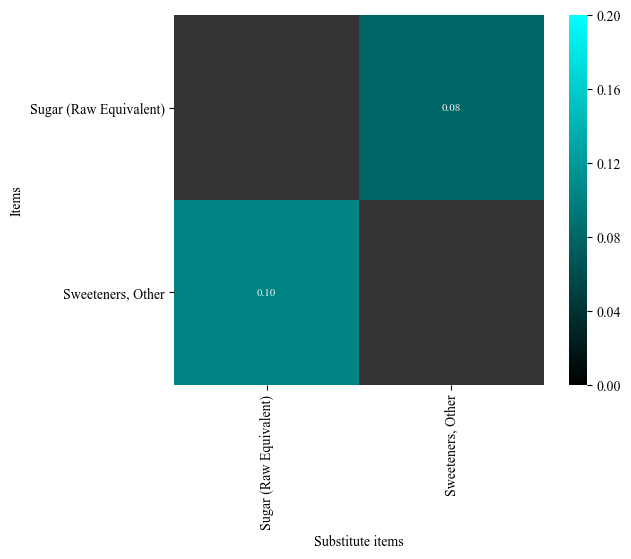 0.20
Sugar (Raw Equivalent)
0.08
0.16
0.12
Items
0.08
Sweeteners, Other
0.10
0.04
0.00
Sugar (Raw Equivalent)
Sweeteners, Other
Substitute items